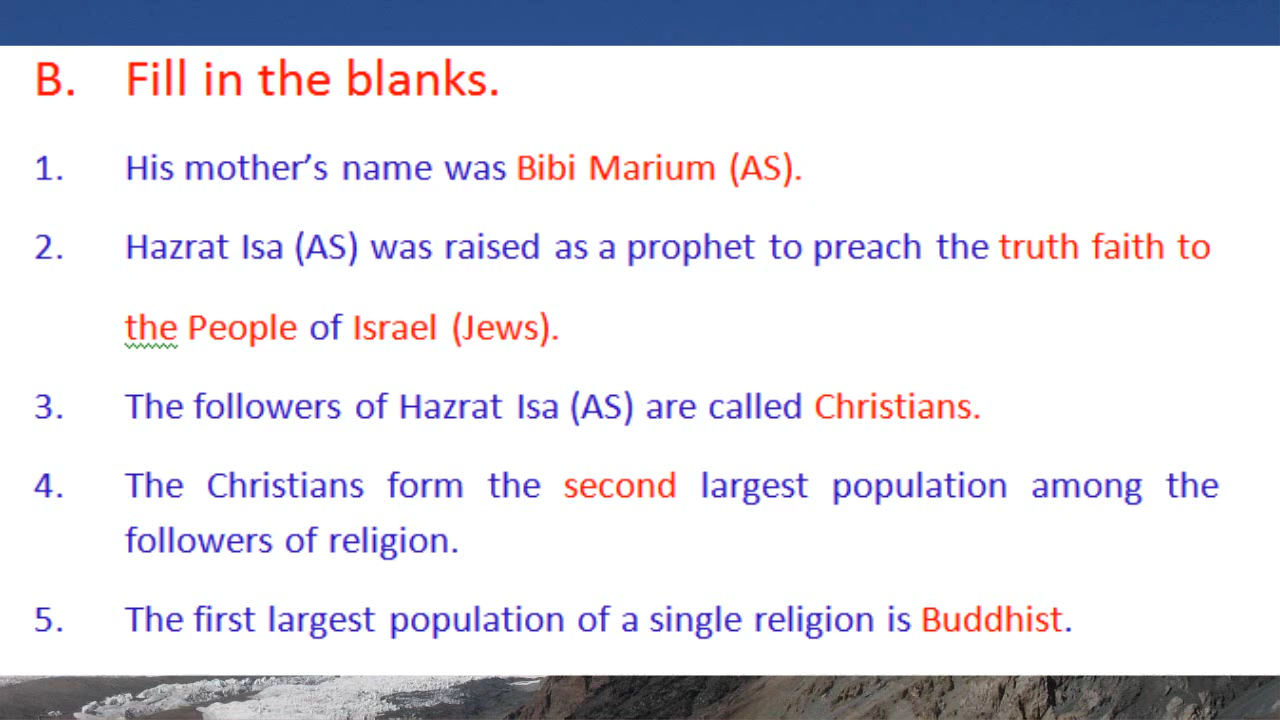 B. Fill in the blanks.
1. His mother's name was Bibi Marium (AS).
2. Hazrat Isa (AS) was raised as a prophet to preach the truth faith to
the People of Israel (Jews).
3. The followers of Hazrat Isa (AS) are called Christians.
4. The Christians form the second largest population among the
followers of religion.
5. The first largest population of a single religion is Buddhist.